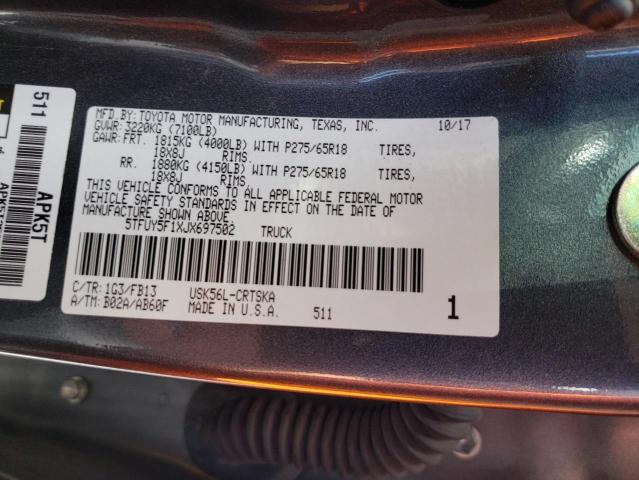 MFD.BY:TOYOTA MOTOR MANUFACTURING, TEXAS, INC. 10/17
GVWR:3220KG (7100LB)
GAWR:FRT. 1815KG (4000LB) WITH P275/65R18 TIRES,
18X8J RIMS.
RR. 1880KG (4150LB) WITH P275/65R18 TIRES,
18X8J RIMS.
THIS VEHICLE CONFORMS TO ALL APPLICABLE FEDERAL MOTOR
VEHICLE SAFETY STANDARDS IN EFFECT ON THE DATE OF
MANUFACTURE SHOWN ABOVE.
5TFUY5F1XJX697502 TRUCK
C/TR:1G3/FB13 USK56L-CRTSKA
A/TM:B02A/AB60F MADE IN U.S.A. 511 1
511
APK5T